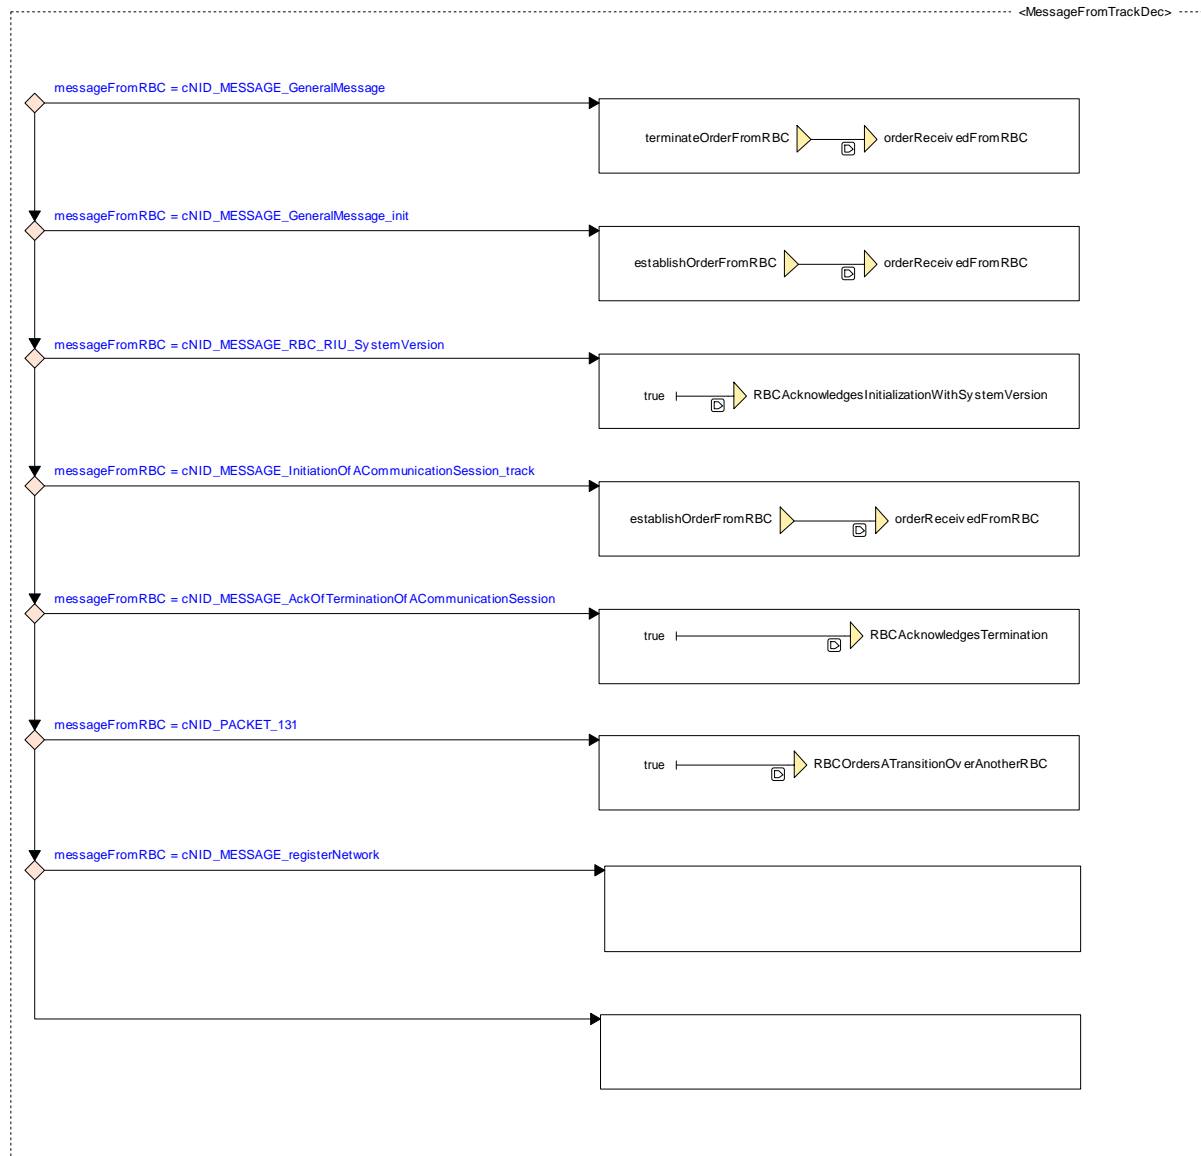 <MessageFromTrackDec>
messageFromRBC = cNID_MESSAGE_GeneralMessage
terminateOrderFromRBC orderReceivedFromRBC
messageFromRBC = cNID_MESSAGE_GeneralMessage_init
establishOrderFromRBC orderReceivedFromRBC
messageFromRBC = cNID_MESSAGE_RBC_RIU_SystemVersion
true RBCAcknowledgesInitializationWithSystemVersion
messageFromRBC = cNID_MESSAGE_InitiationOfACommunicationSession_track
establishOrderFromRBC orderReceivedFromRBC
messageFromRBC = cNID_MESSAGE_AckOfTerminationOfACommunicationSession
true RBCAcknowledgesTermination
messageFromRBC = cNID_PACKET_131
true RBCOrdersATransitionOverAnotherRBC
messageFromRBC = cNID_MESSAGE_registerNetwork